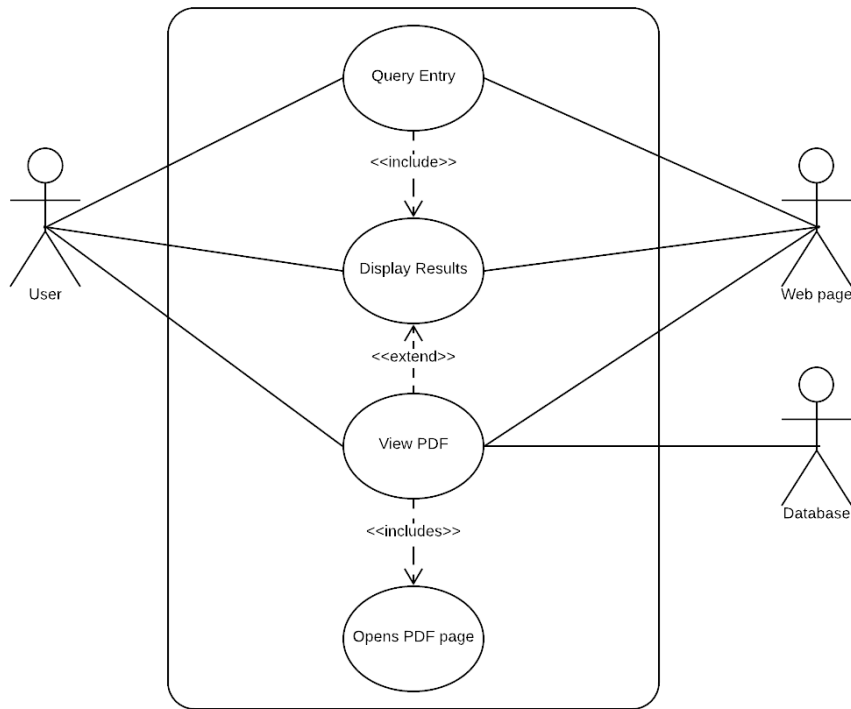 Query Entry
<<include>>
Display Results
User
Web page
<<extend>>
View PDF
Database
<<includes>>
Opens PDF page